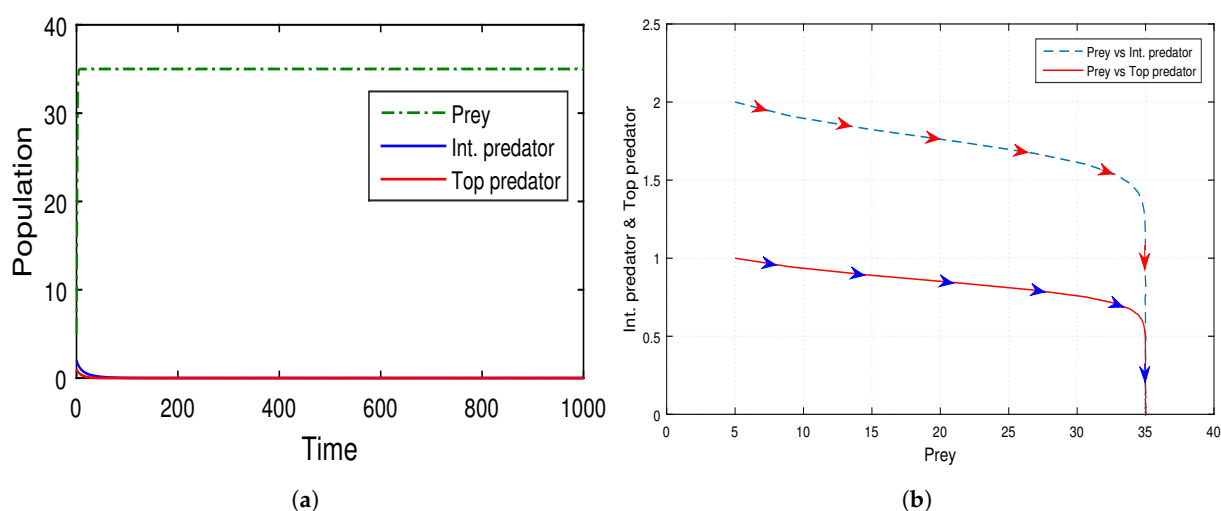 40
30
20
10
0
Population
Prey
Int. predator
Top predator
0 200 400 600 800 1000
Time
(a)
2.5
2
1.5
1
0.5
0
Int. predator & Top predator
Prey vs Int. predator
Prey vs Top predator
0 5 10 15 20 25 30 35 40
Prey
(b)